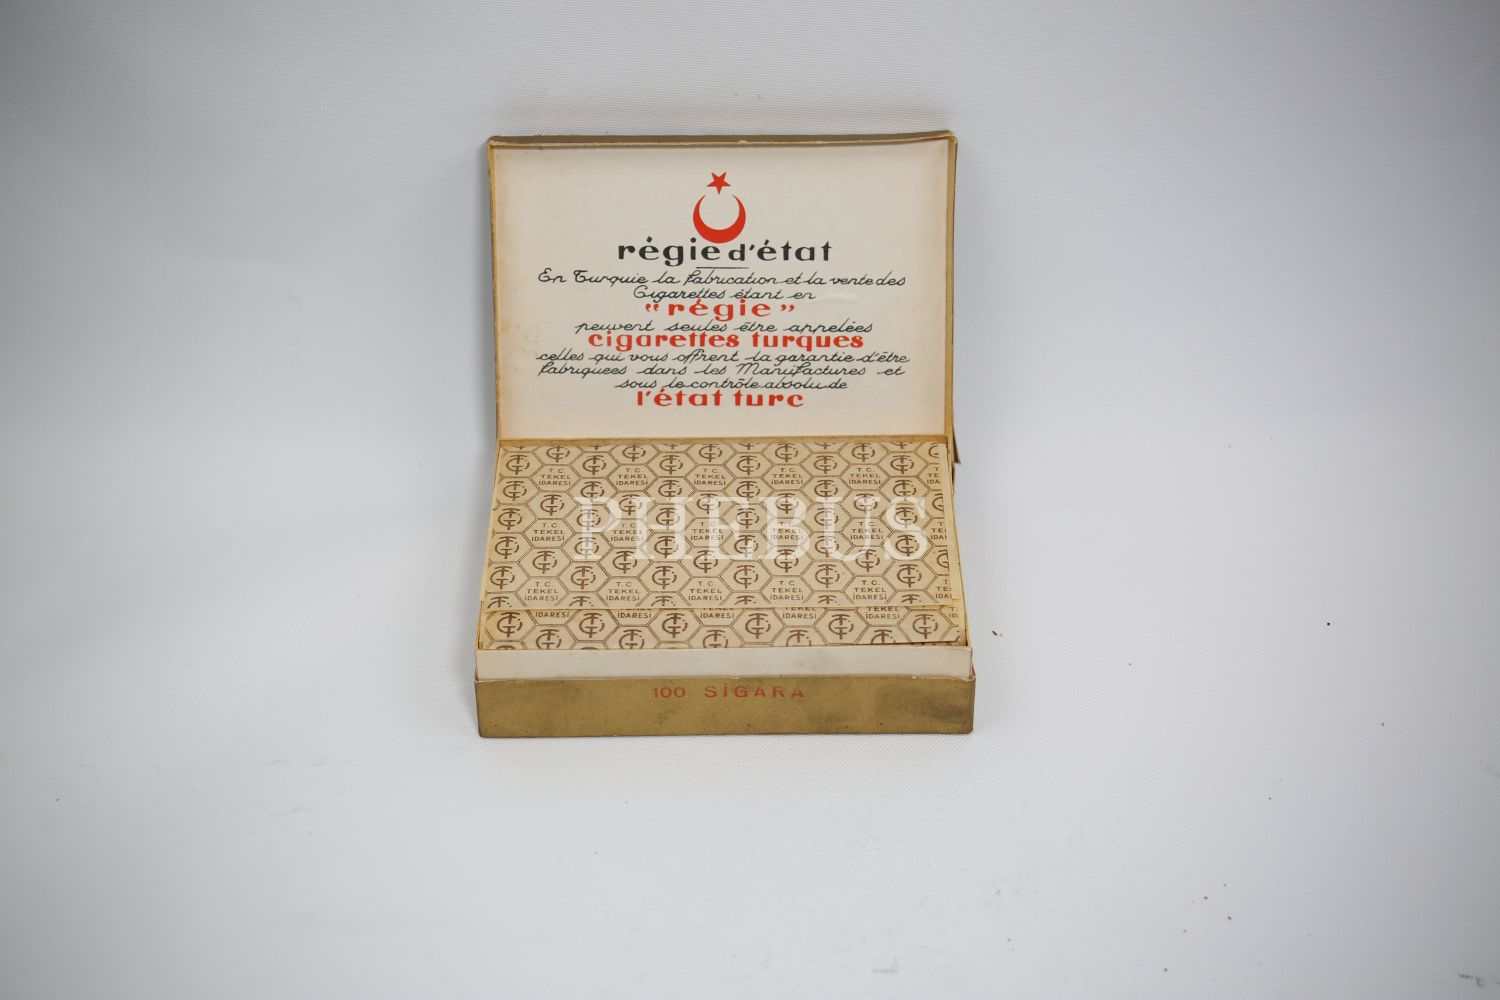 régie d'état
En Turquie la fabrication et la vente des
Cigarettes étant en
"régie"
peuvent seules être appelées
cigarettes turques
celles qui vous offrent la garantie d'être
fabriquees dans les Manufactures et
sous le contrôle absolu de
l'état turc
T.C. TEKEL İDARESİ
PHEBUS
100 SİGARA